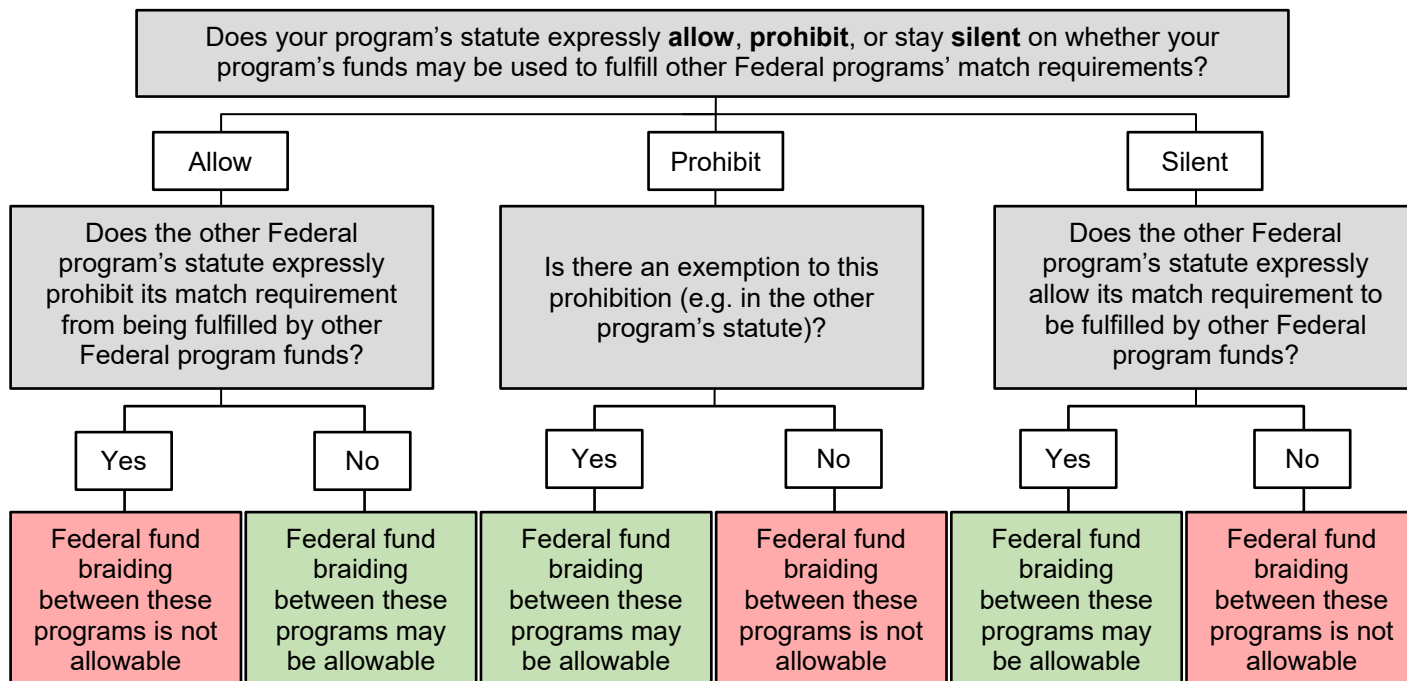 Does your program’s statute expressly allow, prohibit, or stay silent on whether your
program’s funds may be used to fulfill other Federal programs’ match requirements?
Allow
Prohibit
Silent
Does the other Federal
program’s statute expressly
prohibit its match requirement
from being fulfilled by other
Federal program funds?
Is there an exemption to this
prohibition (e.g. in the other
program’s statute)?
Does the other Federal
program’s statute expressly
allow its match requirement to
be fulfilled by other Federal
program funds?
Yes
No
Yes
No
Yes
No
Federal fund
braiding
between these
programs is not
allowable
Federal fund
braiding
between these
programs may
be allowable
Federal fund
braiding
between these
programs may
be allowable
Federal fund
braiding
between these
programs is not
allowable
Federal fund
braiding
between these
programs may
be allowable
Federal fund
braiding
between these
programs is not
allowable